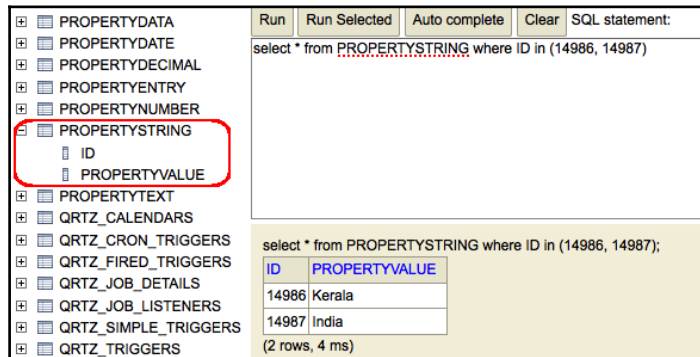 PROPERTYDATA
PROPERTYDATE
PROPERTYDECIMAL
PROPERTYENTRY
PROPERTYNUMBER
PROPERTYSTRING
ID
PROPERTYVALUE
PROPERTYTEXT
QRTZ_CALENDARS
QRTZ_CRON_TRIGGERS
QRTZ_FIRED_TRIGGERS
QRTZ_JOB_DETAILS
QRTZ_JOB_LISTENERS
QRTZ_SIMPLE_TRIGGERS
QRTZ_TRIGGERS
Run Run Selected Auto complete Clear SQL statement:
select * from PROPERTYSTRING where ID in (14986, 14987)
select * from PROPERTYSTRING where ID in (14986, 14987);
ID PROPERTYVALUE
14986 Kerala
14987 India
(2 rows, 4 ms)